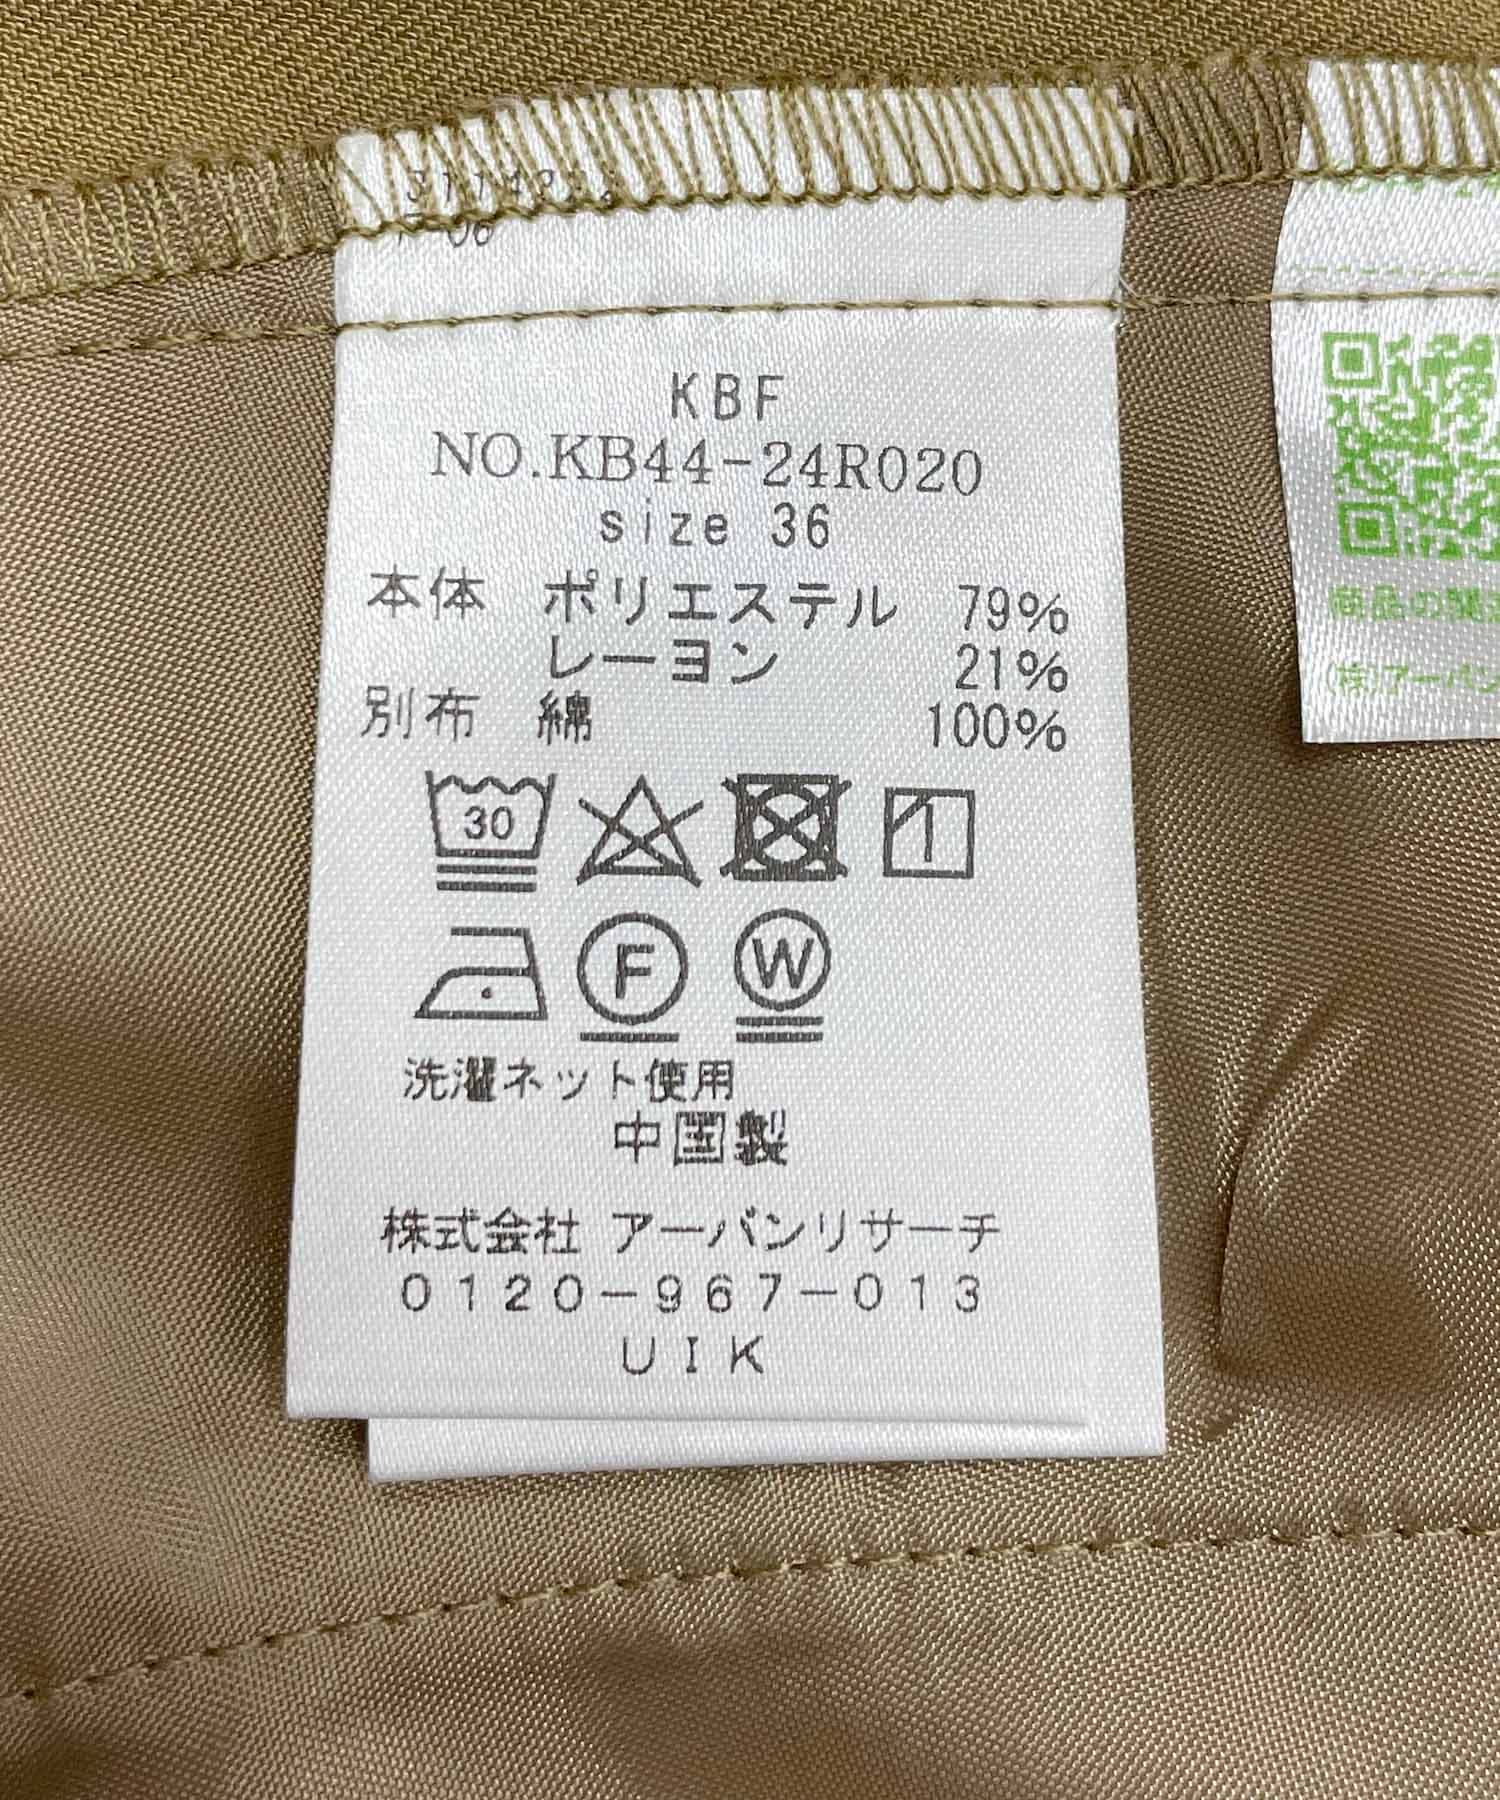 KBF
NO.KB44-24R020
size 36
本体 ポリエステル 79%
レーヨン 21%
別布 綿 100%
30
1
F W
洗濯ネット使用
中国製
株式会社 アーバンリサーチ
0120-967-013
UIK